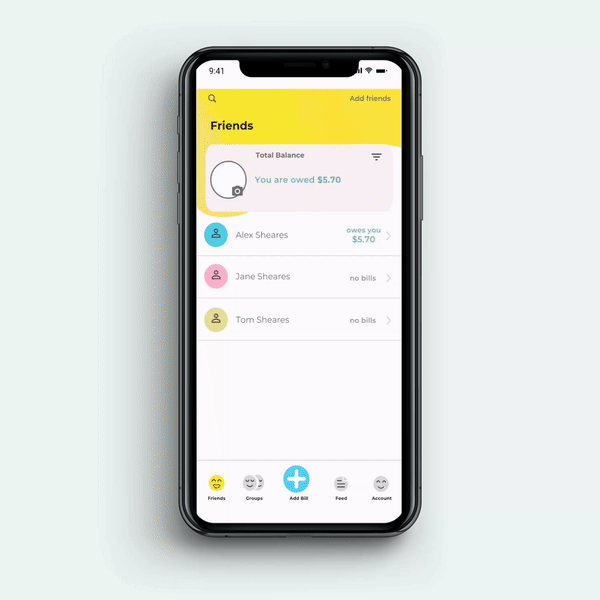 9:41
Add friends
Friends
Total Balance
You are owed $5.70
Alex Sheares
owes you
$5.70
Jane Sheares
no bills
Tom Sheares
no bills
Friends
Groups
Add Bill
Feed
Account